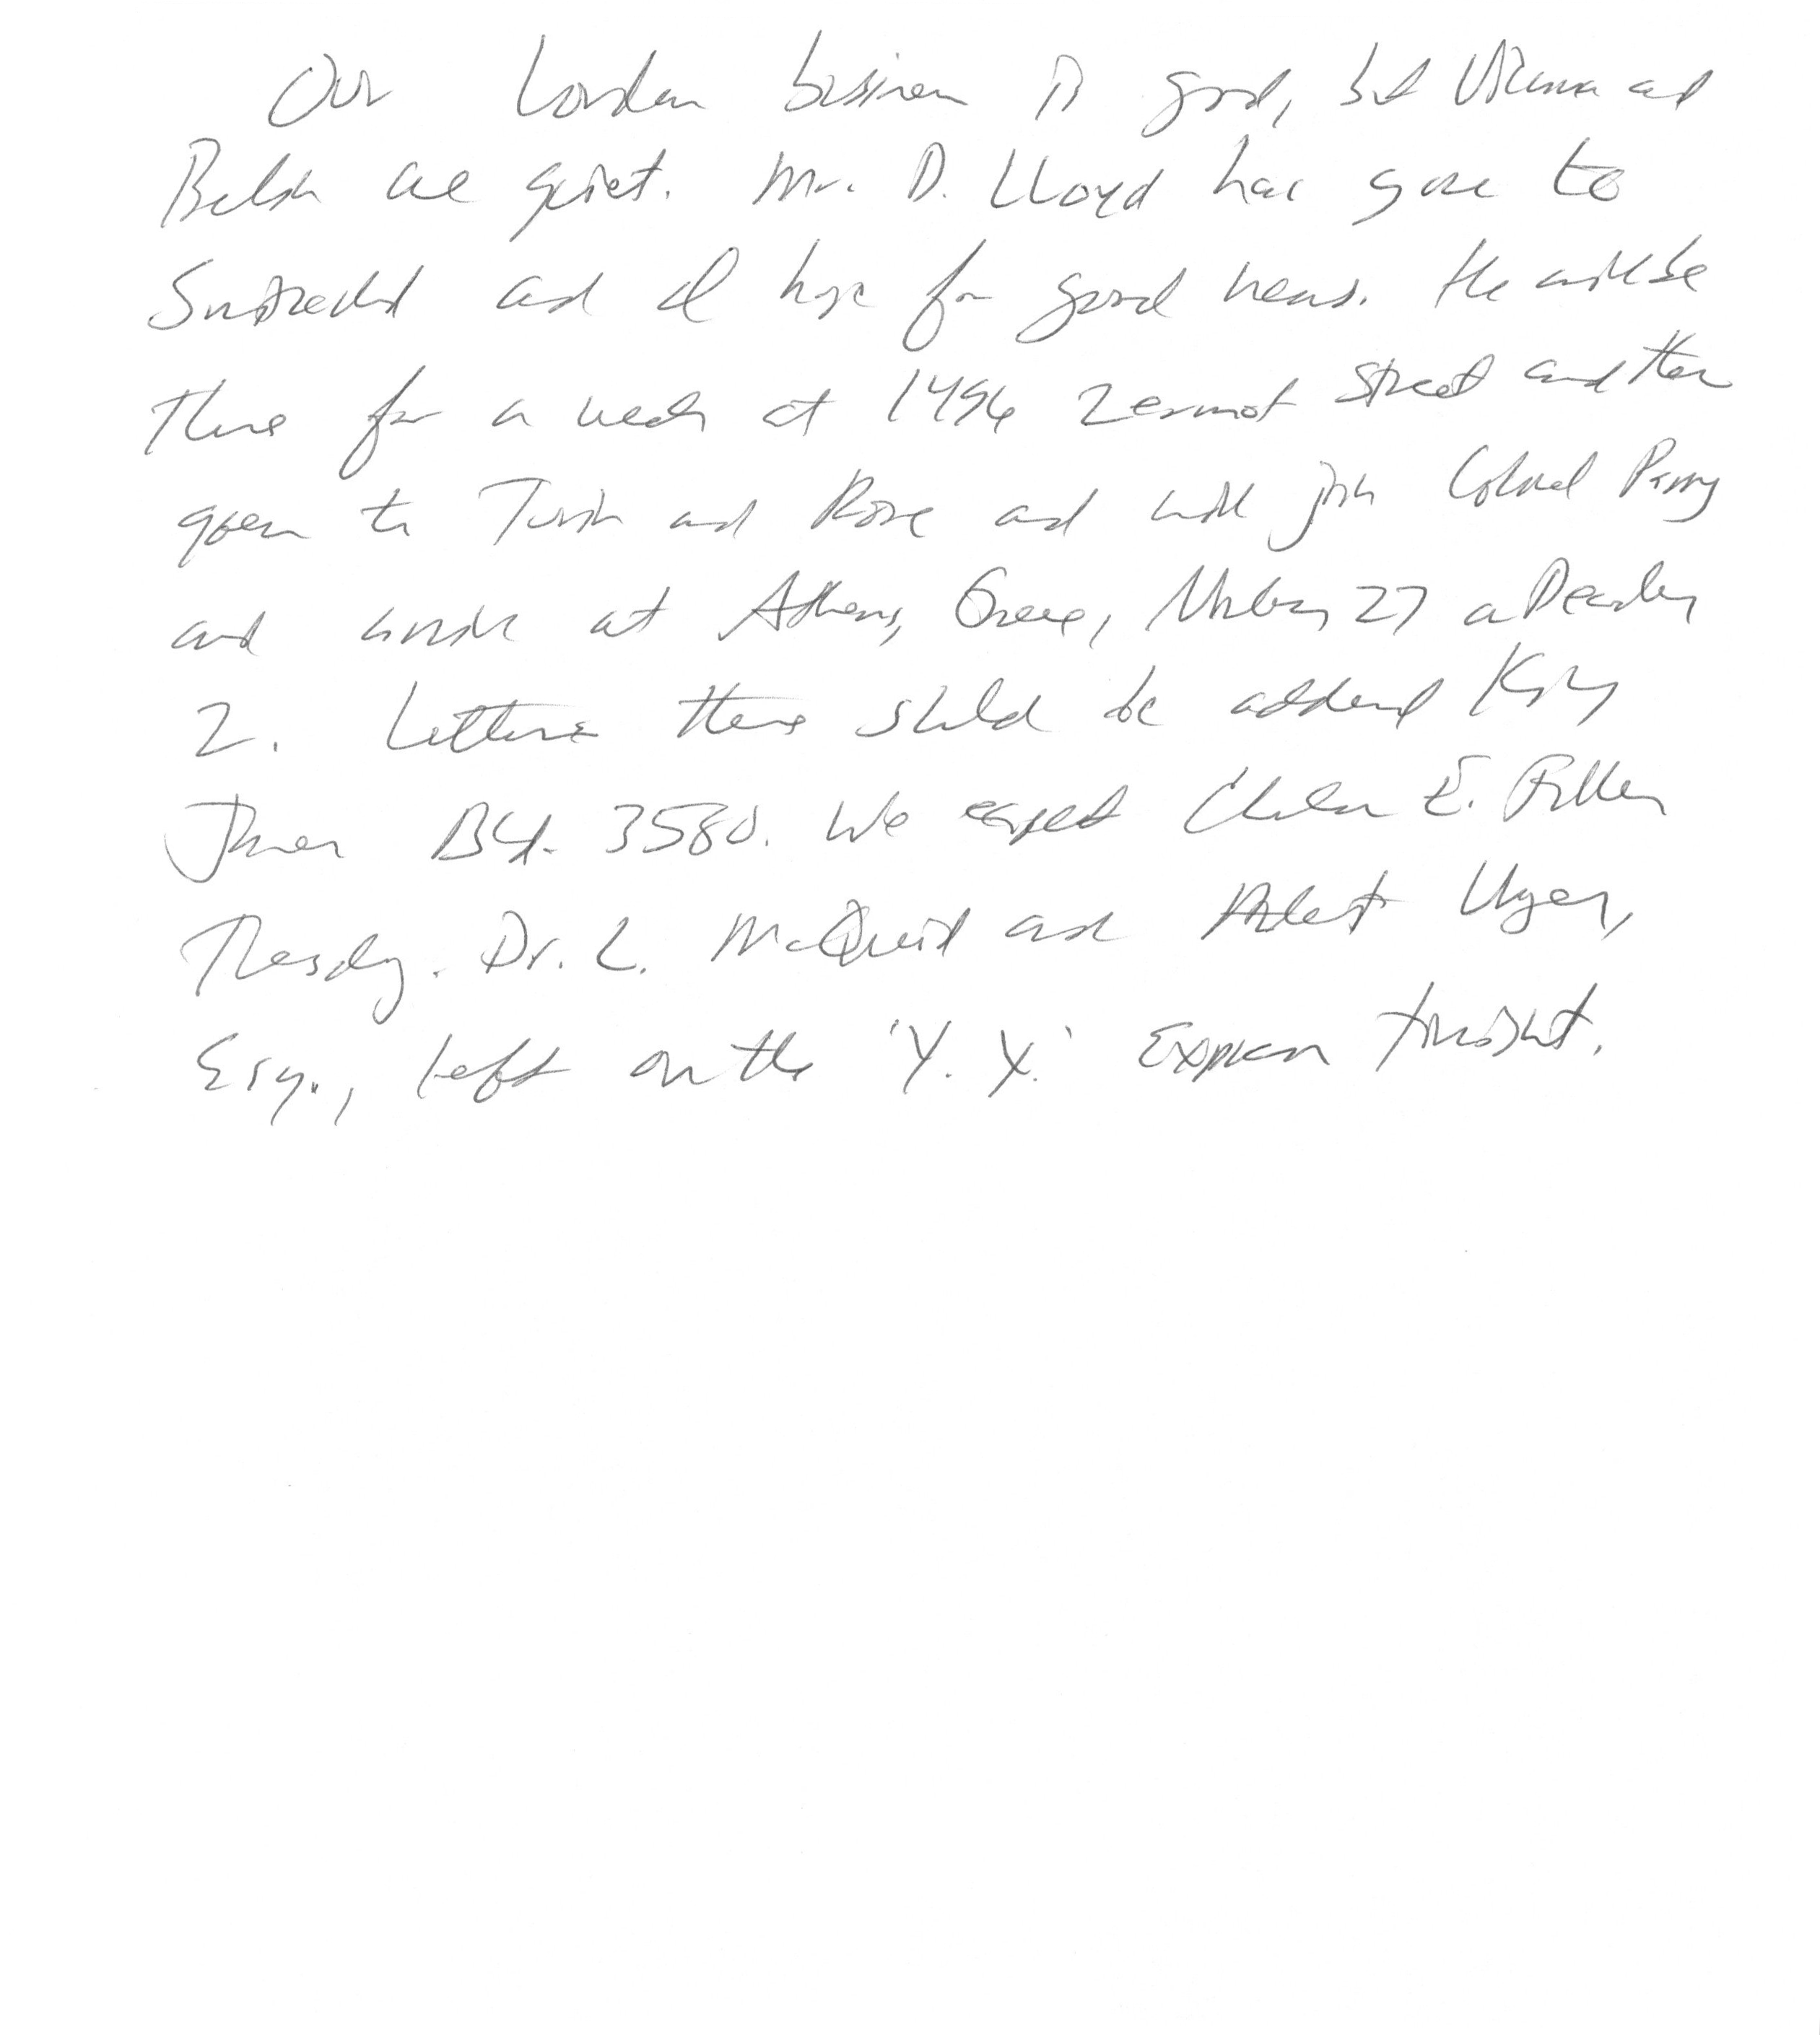 Our London business is good, but Vienna and
Berlin are quiet. Mr. D. Lloyd has gone to
Switzerland and I hope for good news. He will be
there for a week at 1496 Zermot Street and then
goes to Turin and Rome and will join Colonel Perry
and arrive at Athens, Greece, November 27 or December
2. Letters there should be addressed King
James Blvd. 3580. We expect Charles E. Fuller
Tuesday. Dr. L. McQuaid and Robert Unger,
Esq., left on the 'Y. X.' Express tonight.